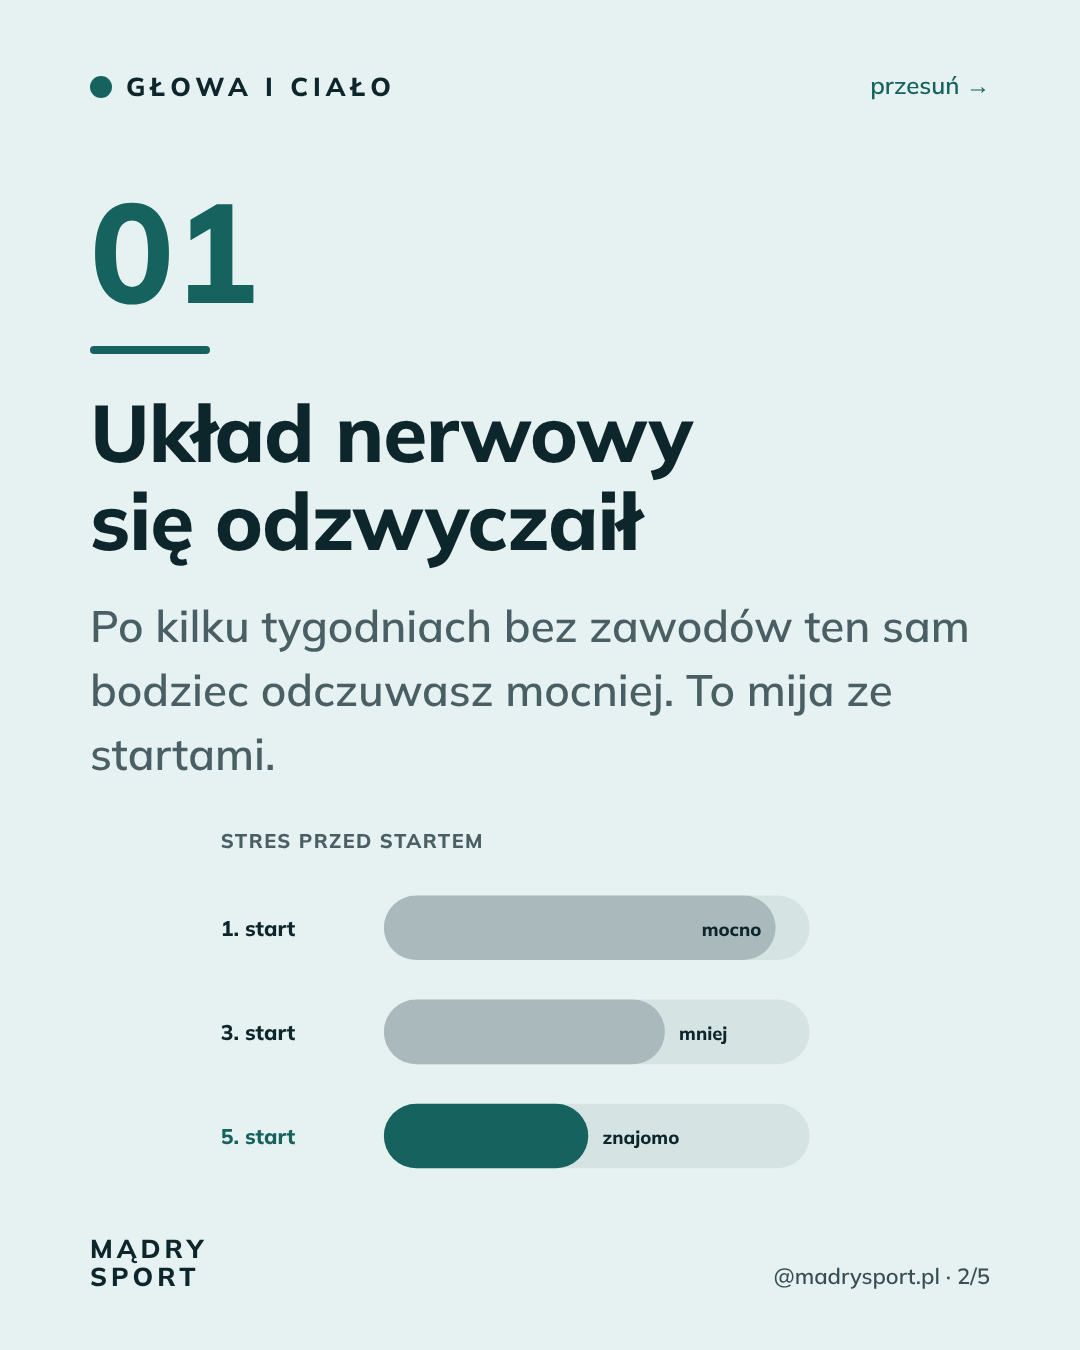 GŁOWA I CIAŁO
przesuń →
01
Układ nerwowy
się odzwyczaił
Po kilku tygodniach bez zawodów ten sam
bodziec odczuwasz mocniej. To mija ze
startami.
STRES PRZED STARTEM
1. start
mocno
3. start
mniej
5. start
znajomo
MĄDRY
SPORT
@madrysport.pl · 2/5